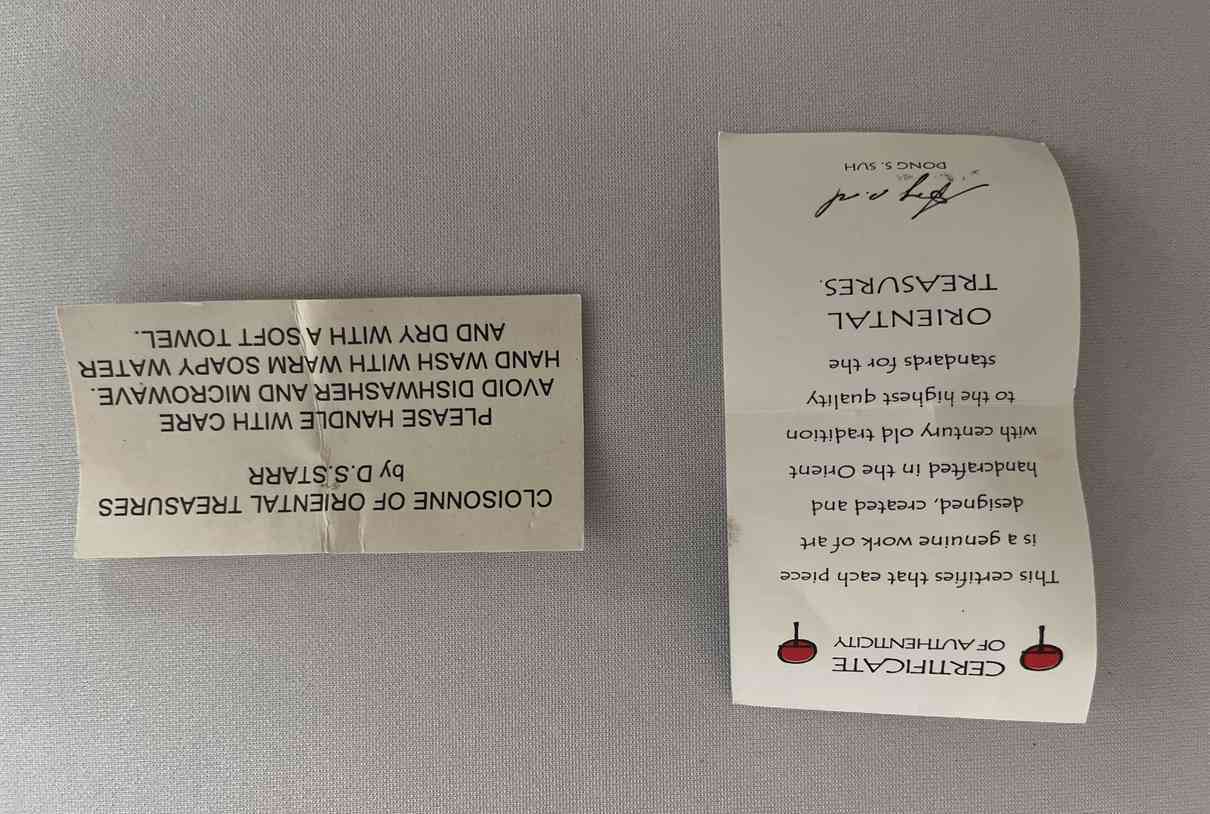 CLOISONNE OF ORIENTAL TREASURES
by D.S.STARR
PLEASE HANDLE WITH CARE
AVOID DISHWASHER AND MICROWAVE.
HAND WASH WITH WARM SOAPY WATER
AND DRY WITH A SOFT TOWEL.
CERTIFICATE
OF AUTHENTICITY
This certifies that each piece
is a genuine work of art
designed, created and
handcrafted in the Orient
with century old tradition
to the highest quality
standards for the
ORIENTAL
TREASURES.
DONG S. SUH